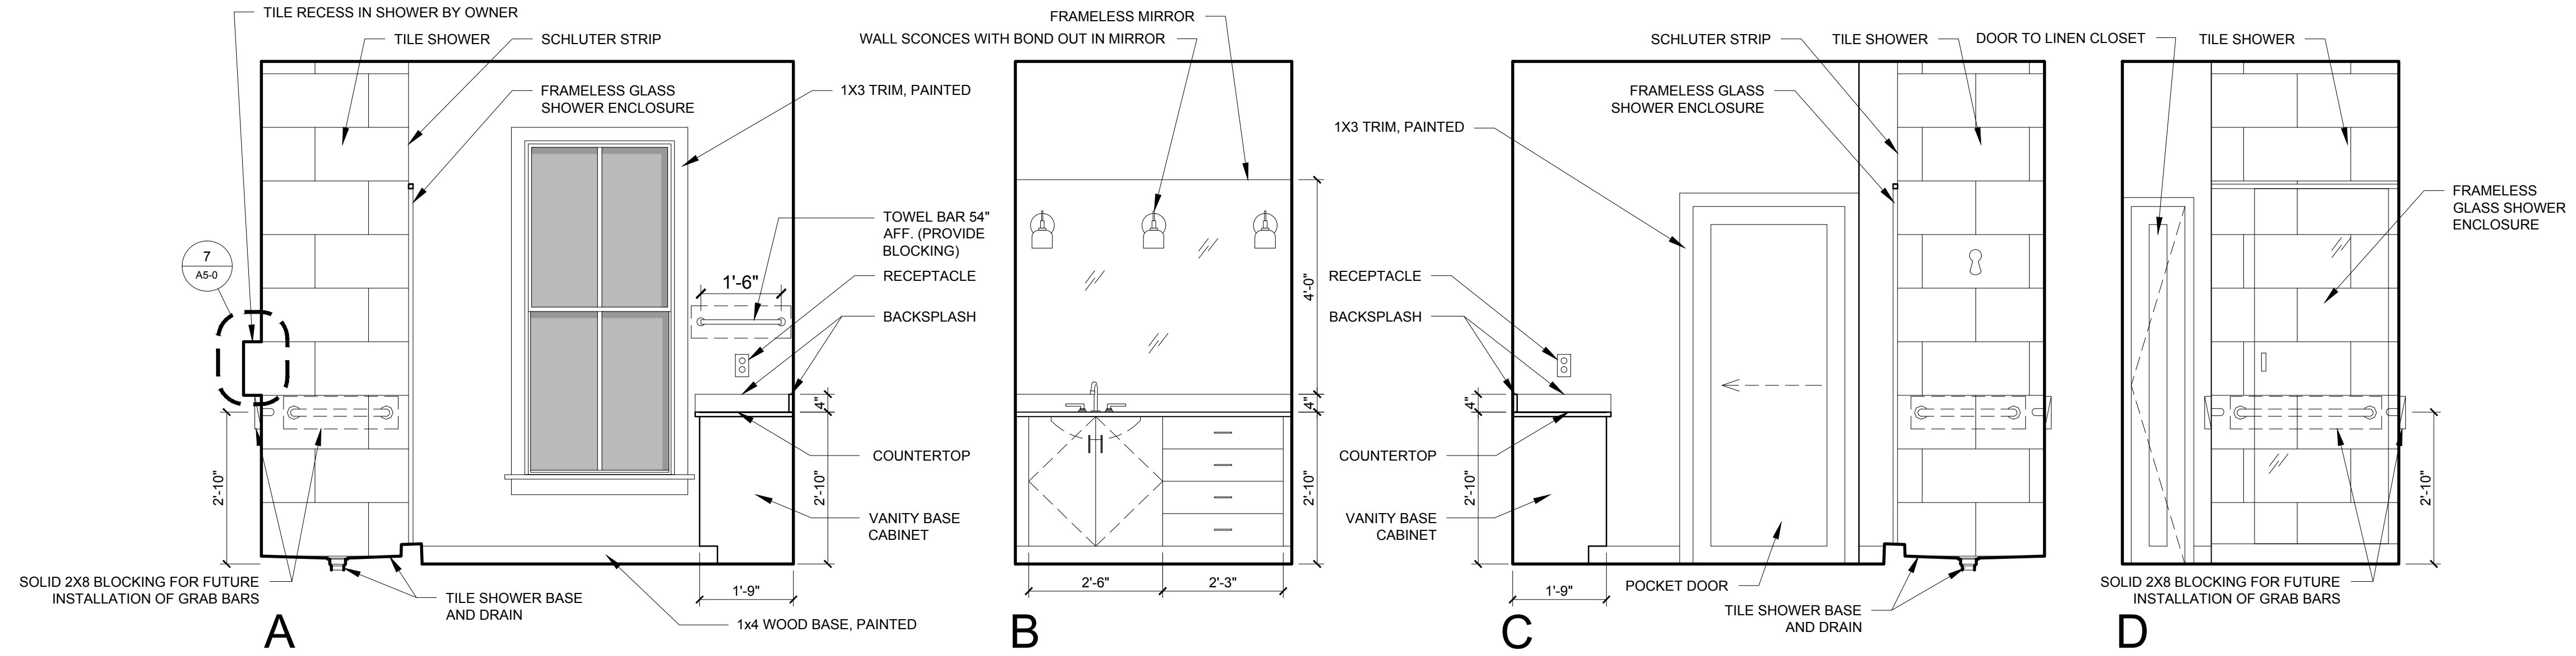 TILE RECESS IN SHOWER BY OWNER
TILE SHOWER
SCHLUTER STRIP
FRAMELESS GLASS
SHOWER ENCLOSURE
1X3 TRIM, PAINTED
TOWEL BAR 54"
AFF. (PROVIDE
BLOCKING)
1'-6"
RECEPTACLE
BACKSPLASH
7
A5-0
4"
2'-10"
2'-10"
COUNTERTOP
VANITY BASE
CABINET
SOLID 2X8 BLOCKING FOR FUTURE
INSTALLATION OF GRAB BARS
TILE SHOWER BASE
AND DRAIN
1'-9"
1x4 WOOD BASE, PAINTED
A
FRAMELESS MIRROR
WALL SCONCES WITH BOND OUT IN MIRROR
4'-0"
4"
2'-10"
2'-6"
2'-3"
B
SCHLUTER STRIP
TILE SHOWER
FRAMELESS GLASS
SHOWER ENCLOSURE
1X3 TRIM, PAINTED
RECEPTACLE
BACKSPLASH
4"
COUNTERTOP
2'-10"
VANITY BASE
CABINET
1'-9"
POCKET DOOR
TILE SHOWER BASE
AND DRAIN
C
DOOR TO LINEN CLOSET
TILE SHOWER
FRAMELESS
GLASS SHOWER
ENCLOSURE
2'-10"
SOLID 2X8 BLOCKING FOR FUTURE
INSTALLATION OF GRAB BARS
D